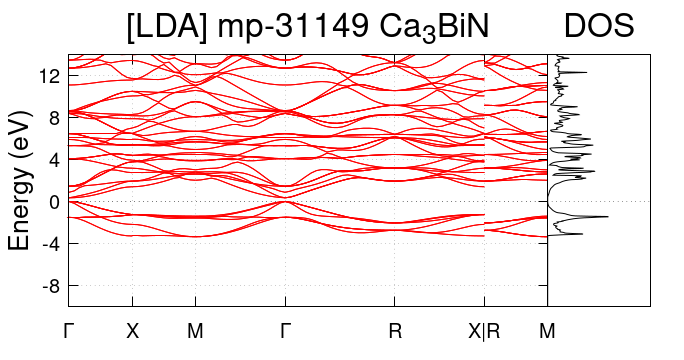 [LDA] mp-31149 Ca₃BiN DOS
Energy (eV)
12
8
4
0
-4
-8
Γ X M Γ R X|R M